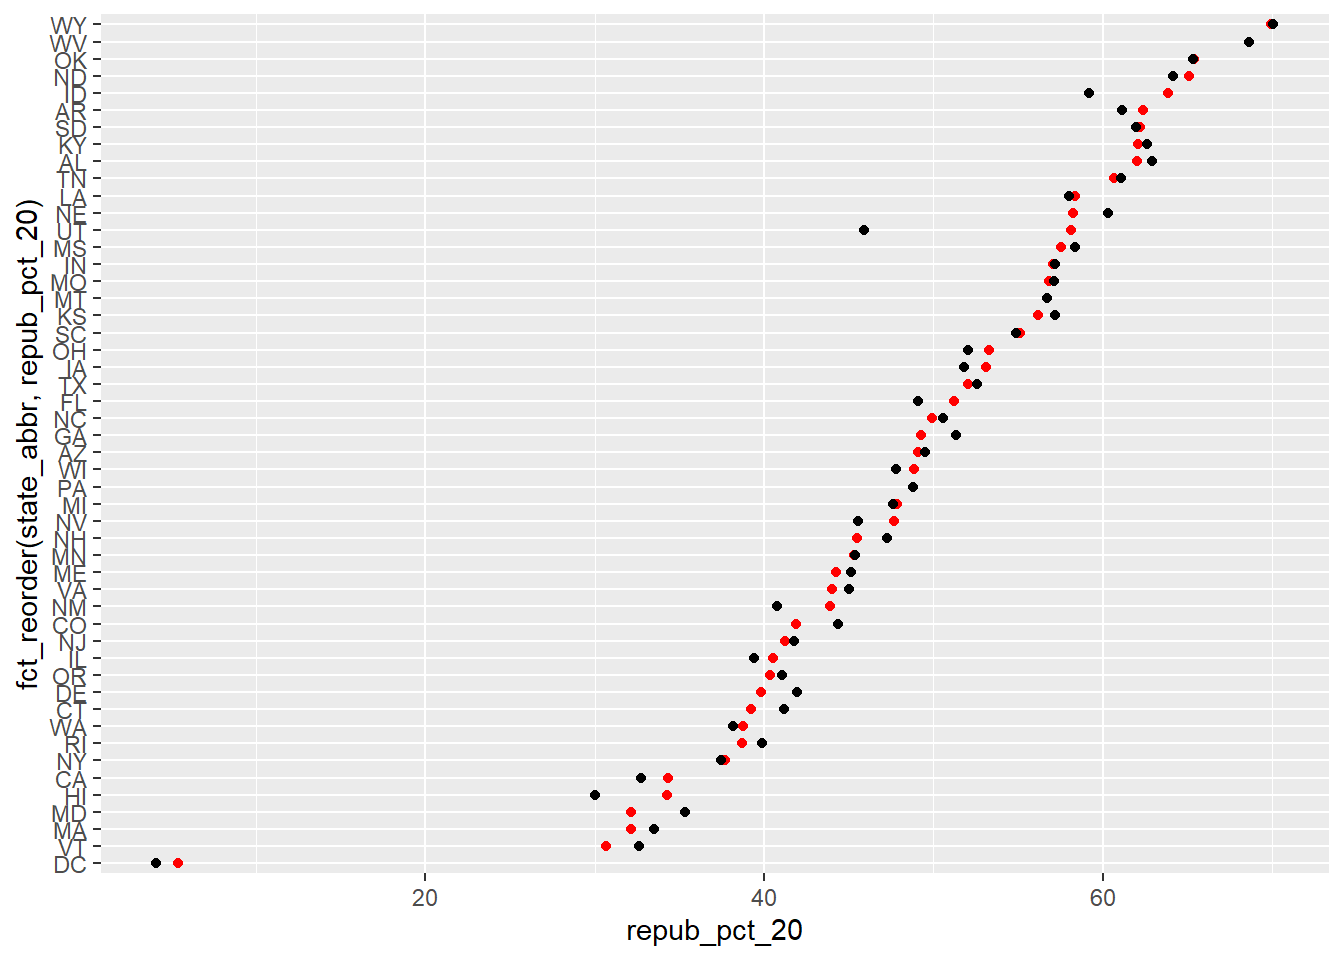 WY
WV
OK
ND
ID
AR
SD
KY
AL
TN
LA
NE
UT
MS
IN
MO
MT
KS
SC
OH
IA
TX
FL
NC
GA
AZ
WI
PA
MI
NV
NH
MN
ME
VA
NM
CO
NJ
IL
OR
DE
CT
WA
RI
NY
CA
HI
MD
MA
VT
DC
fct_reorder(state_abbr, repub_pct_20)
20 40 60
repub_pct_20